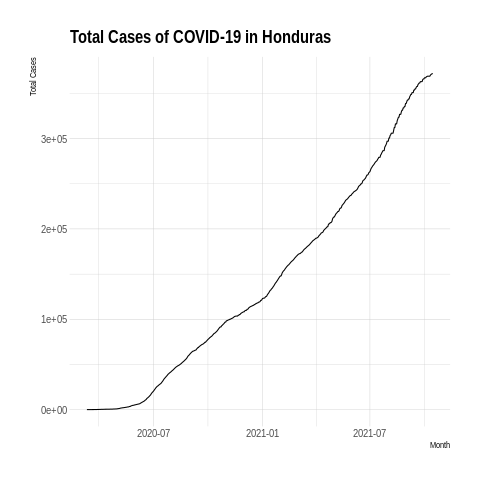 Total Cases of COVID-19 in Honduras
Total Cases
3e+05
2e+05
1e+05
0e+00
2020-07 2021-01 2021-07
Month